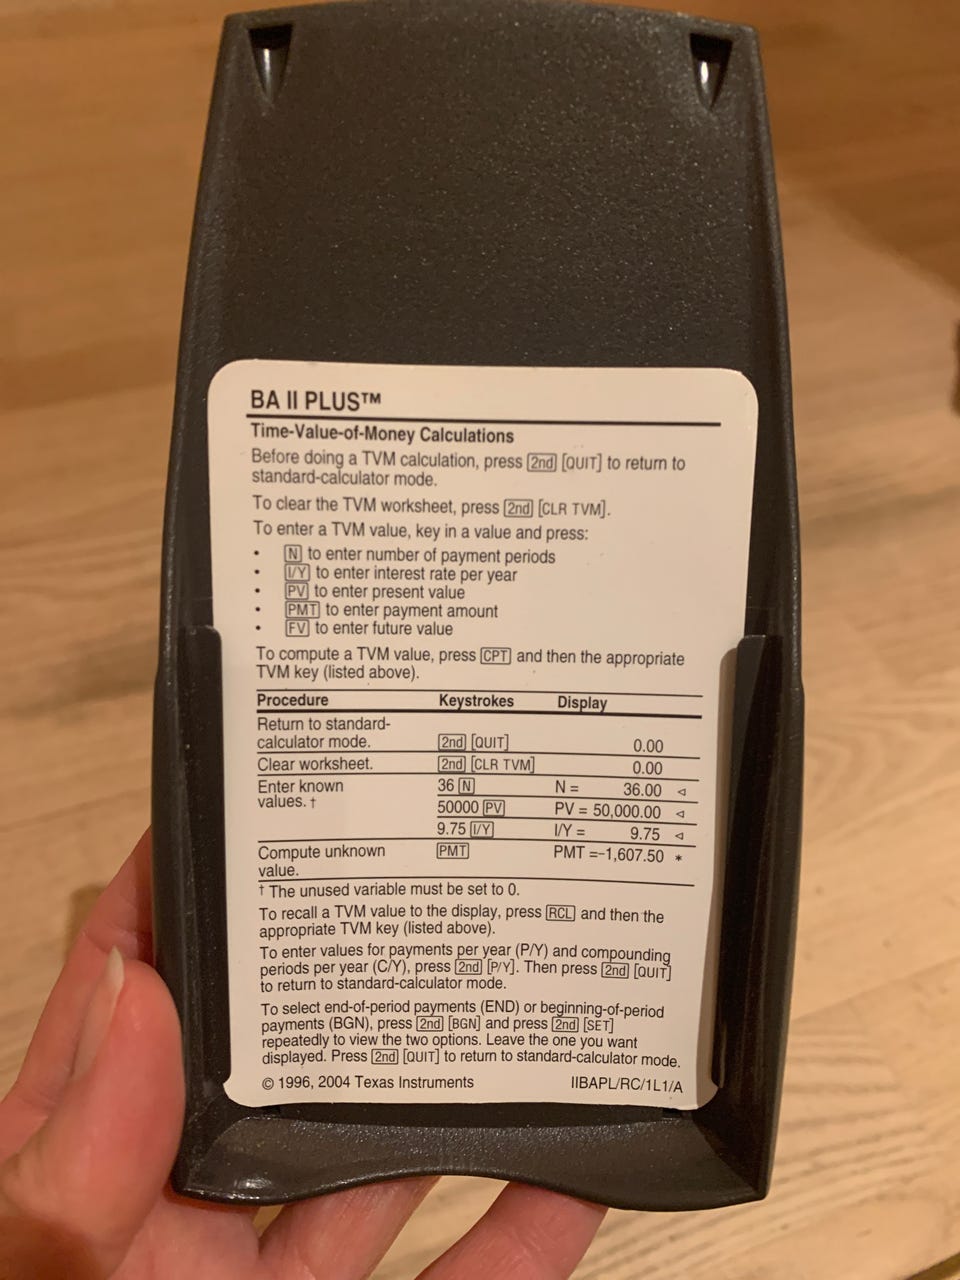 BA II PLUS™
Time-Value-of-Money Calculations
Before doing a TVM calculation, press 2nd [QUIT] to return to
standard-calculator mode.
To clear the TVM worksheet, press 2nd [CLR TVM].
To enter a TVM value, key in a value and press:
• N to enter number of payment periods
• I/Y to enter interest rate per year
• PV to enter present value
• PMT to enter payment amount
• FV to enter future value
To compute a TVM value, press CPT and then the appropriate
TVM key (listed above).
Procedure Keystrokes Display
Return to standard-
calculator mode. 2nd [QUIT] 0.00
Clear worksheet. 2nd [CLR TVM] 0.00
Enter known 36 N N = 36.00 ◁
values. † 50000 PV PV = 50,000.00 ◁
9.75 I/Y I/Y = 9.75 ◁
Compute unknown PMT PMT =-1,607.50 *
value.
† The unused variable must be set to 0.
To recall a TVM value to the display, press RCL and then the
appropriate TVM key (listed above).
To enter values for payments per year (P/Y) and compounding
periods per year (C/Y), press 2nd [P/Y]. Then press 2nd [QUIT]
to return to standard-calculator mode.
To select end-of-period payments (END) or beginning-of-period
payments (BGN), press 2nd [BGN] and press 2nd [SET]
repeatedly to view the two options. Leave the one you want
displayed. Press 2nd [QUIT] to return to standard-calculator mode.
© 1996, 2004 Texas Instruments IIBAPL/RC/1L1/A